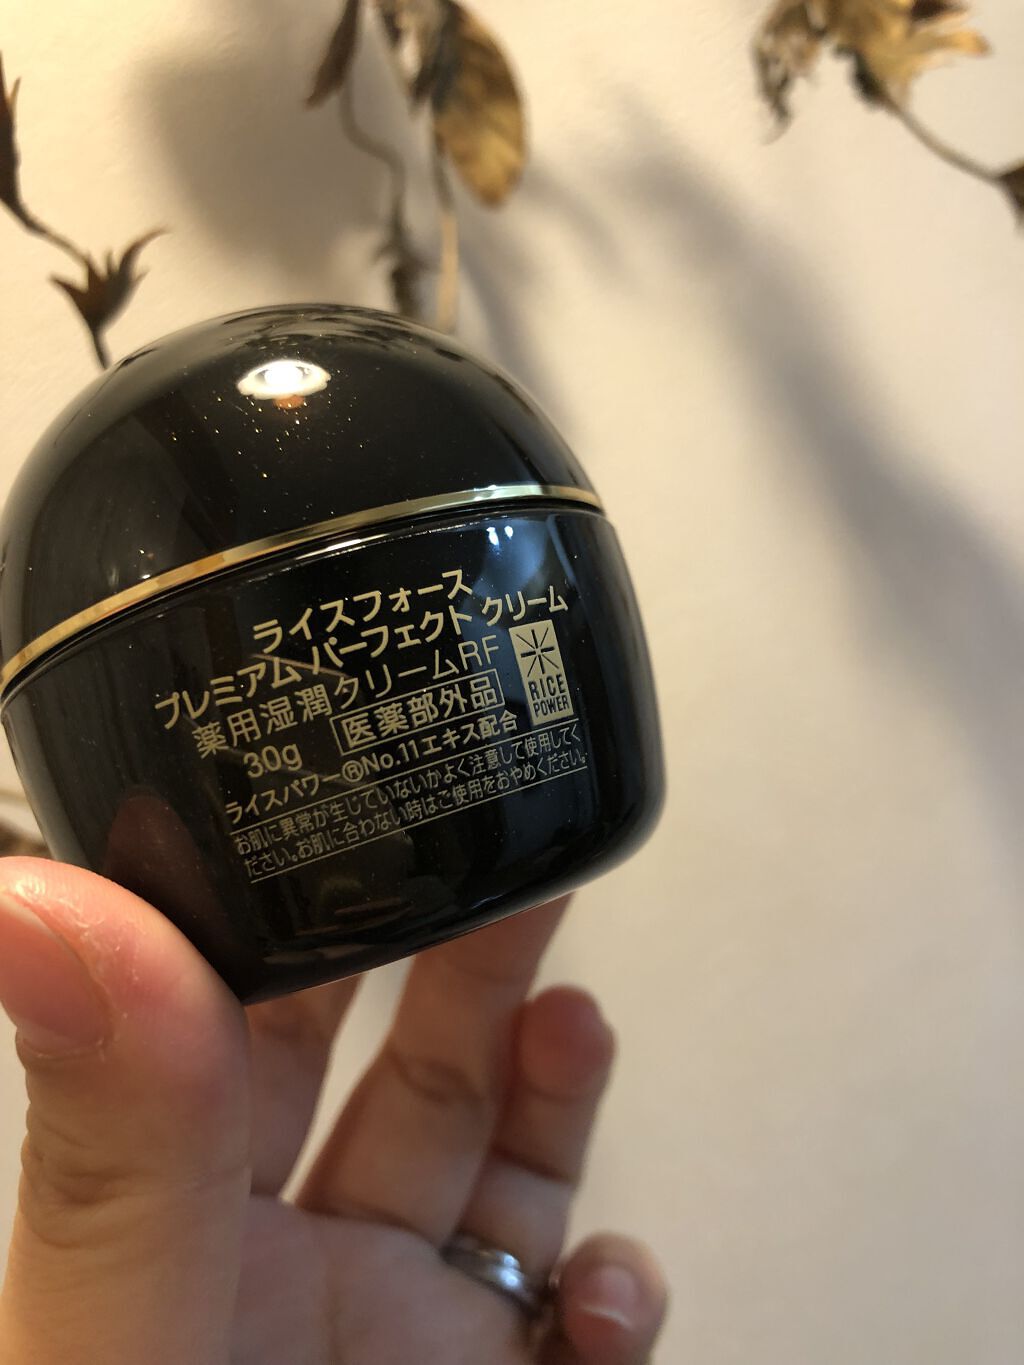 ライスフォース
プレミアム パーフェクト クリーム
薬用湿潤クリームRF
30g 医薬部外品
RICE
POWER
ライスパワー®No.11エキス配合
お肌に異常が生じていないかよく注意して使用してく
ださい。お肌に合わない時はご使用をおやめください。